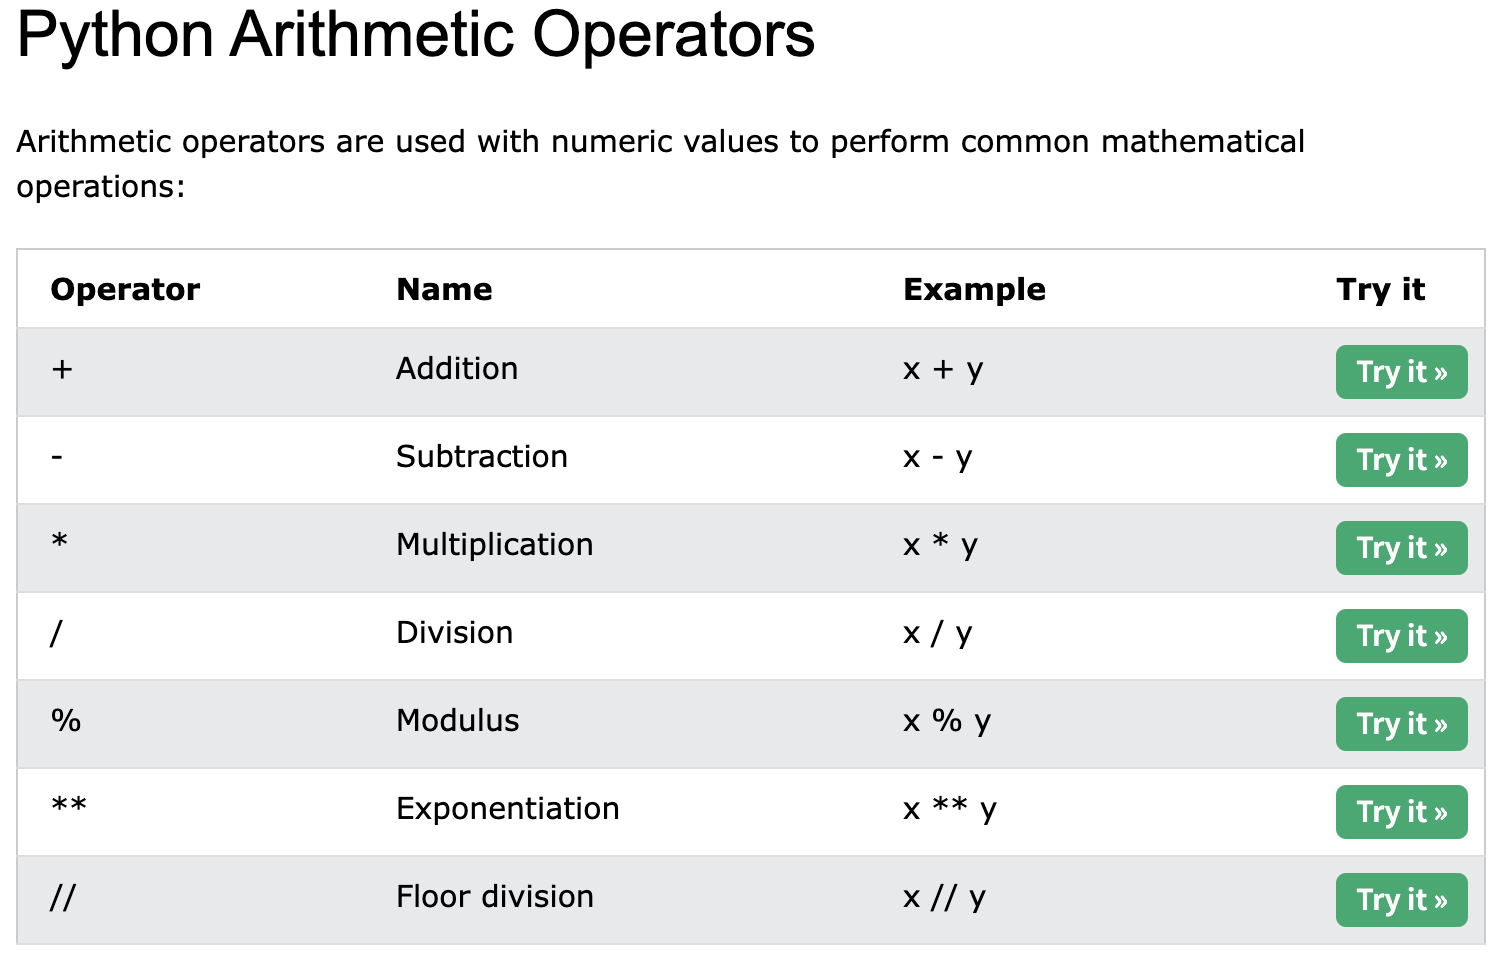 Python Arithmetic Operators
Arithmetic operators are used with numeric values to perform common mathematical
operations:
Operator Name Example Try it
+ Addition x + y Try it »
- Subtraction x - y Try it »
* Multiplication x * y Try it »
/ Division x / y Try it »
% Modulus x % y Try it »
** Exponentiation x ** y Try it »
// Floor division x // y Try it »